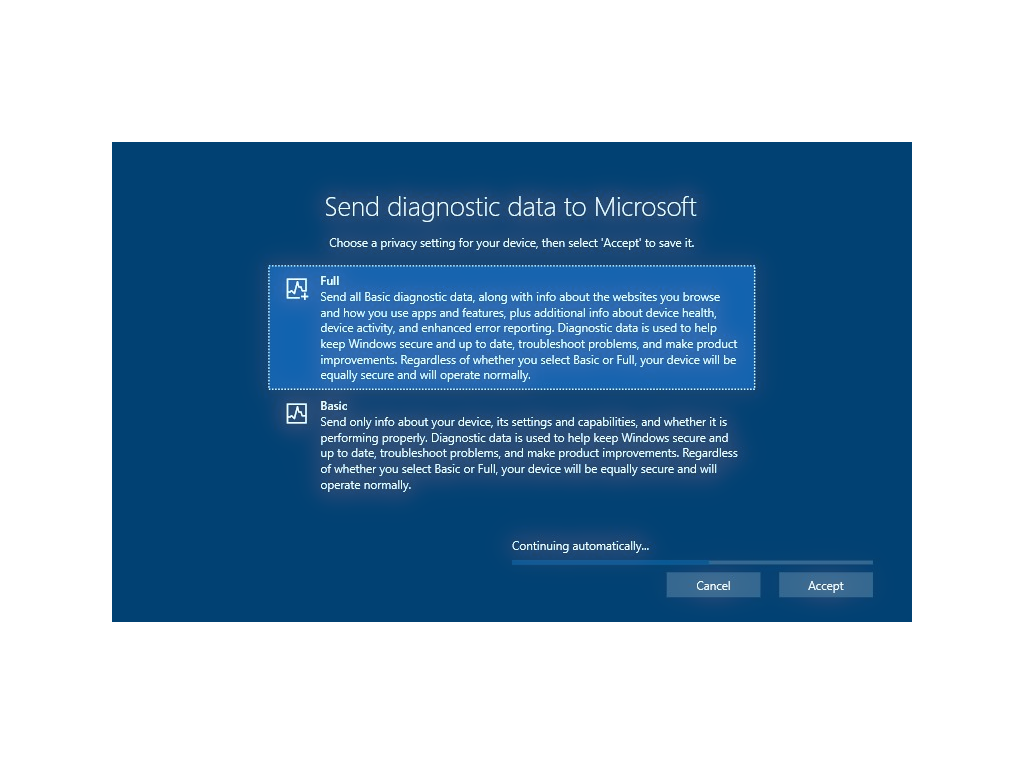 Send diagnostic data to Microsoft
Choose a privacy setting for your device, then select 'Accept' to save it.
Full
Send all Basic diagnostic data, along with info about the websites you browse
and how you use apps and features, plus additional info about device health,
device activity, and enhanced error reporting. Diagnostic data is used to help
keep Windows secure and up to date, troubleshoot problems, and make product
improvements. Regardless of whether you select Basic or Full, your device will be
equally secure and will operate normally.
Basic
Send only info about your device, its settings and capabilities, and whether it is
performing properly. Diagnostic data is used to help keep Windows secure and
up to date, troubleshoot problems, and make product improvements. Regardless
of whether you select Basic or Full, your device will be equally secure and will
operate normally.
Continuing automatically...
Cancel
Accept